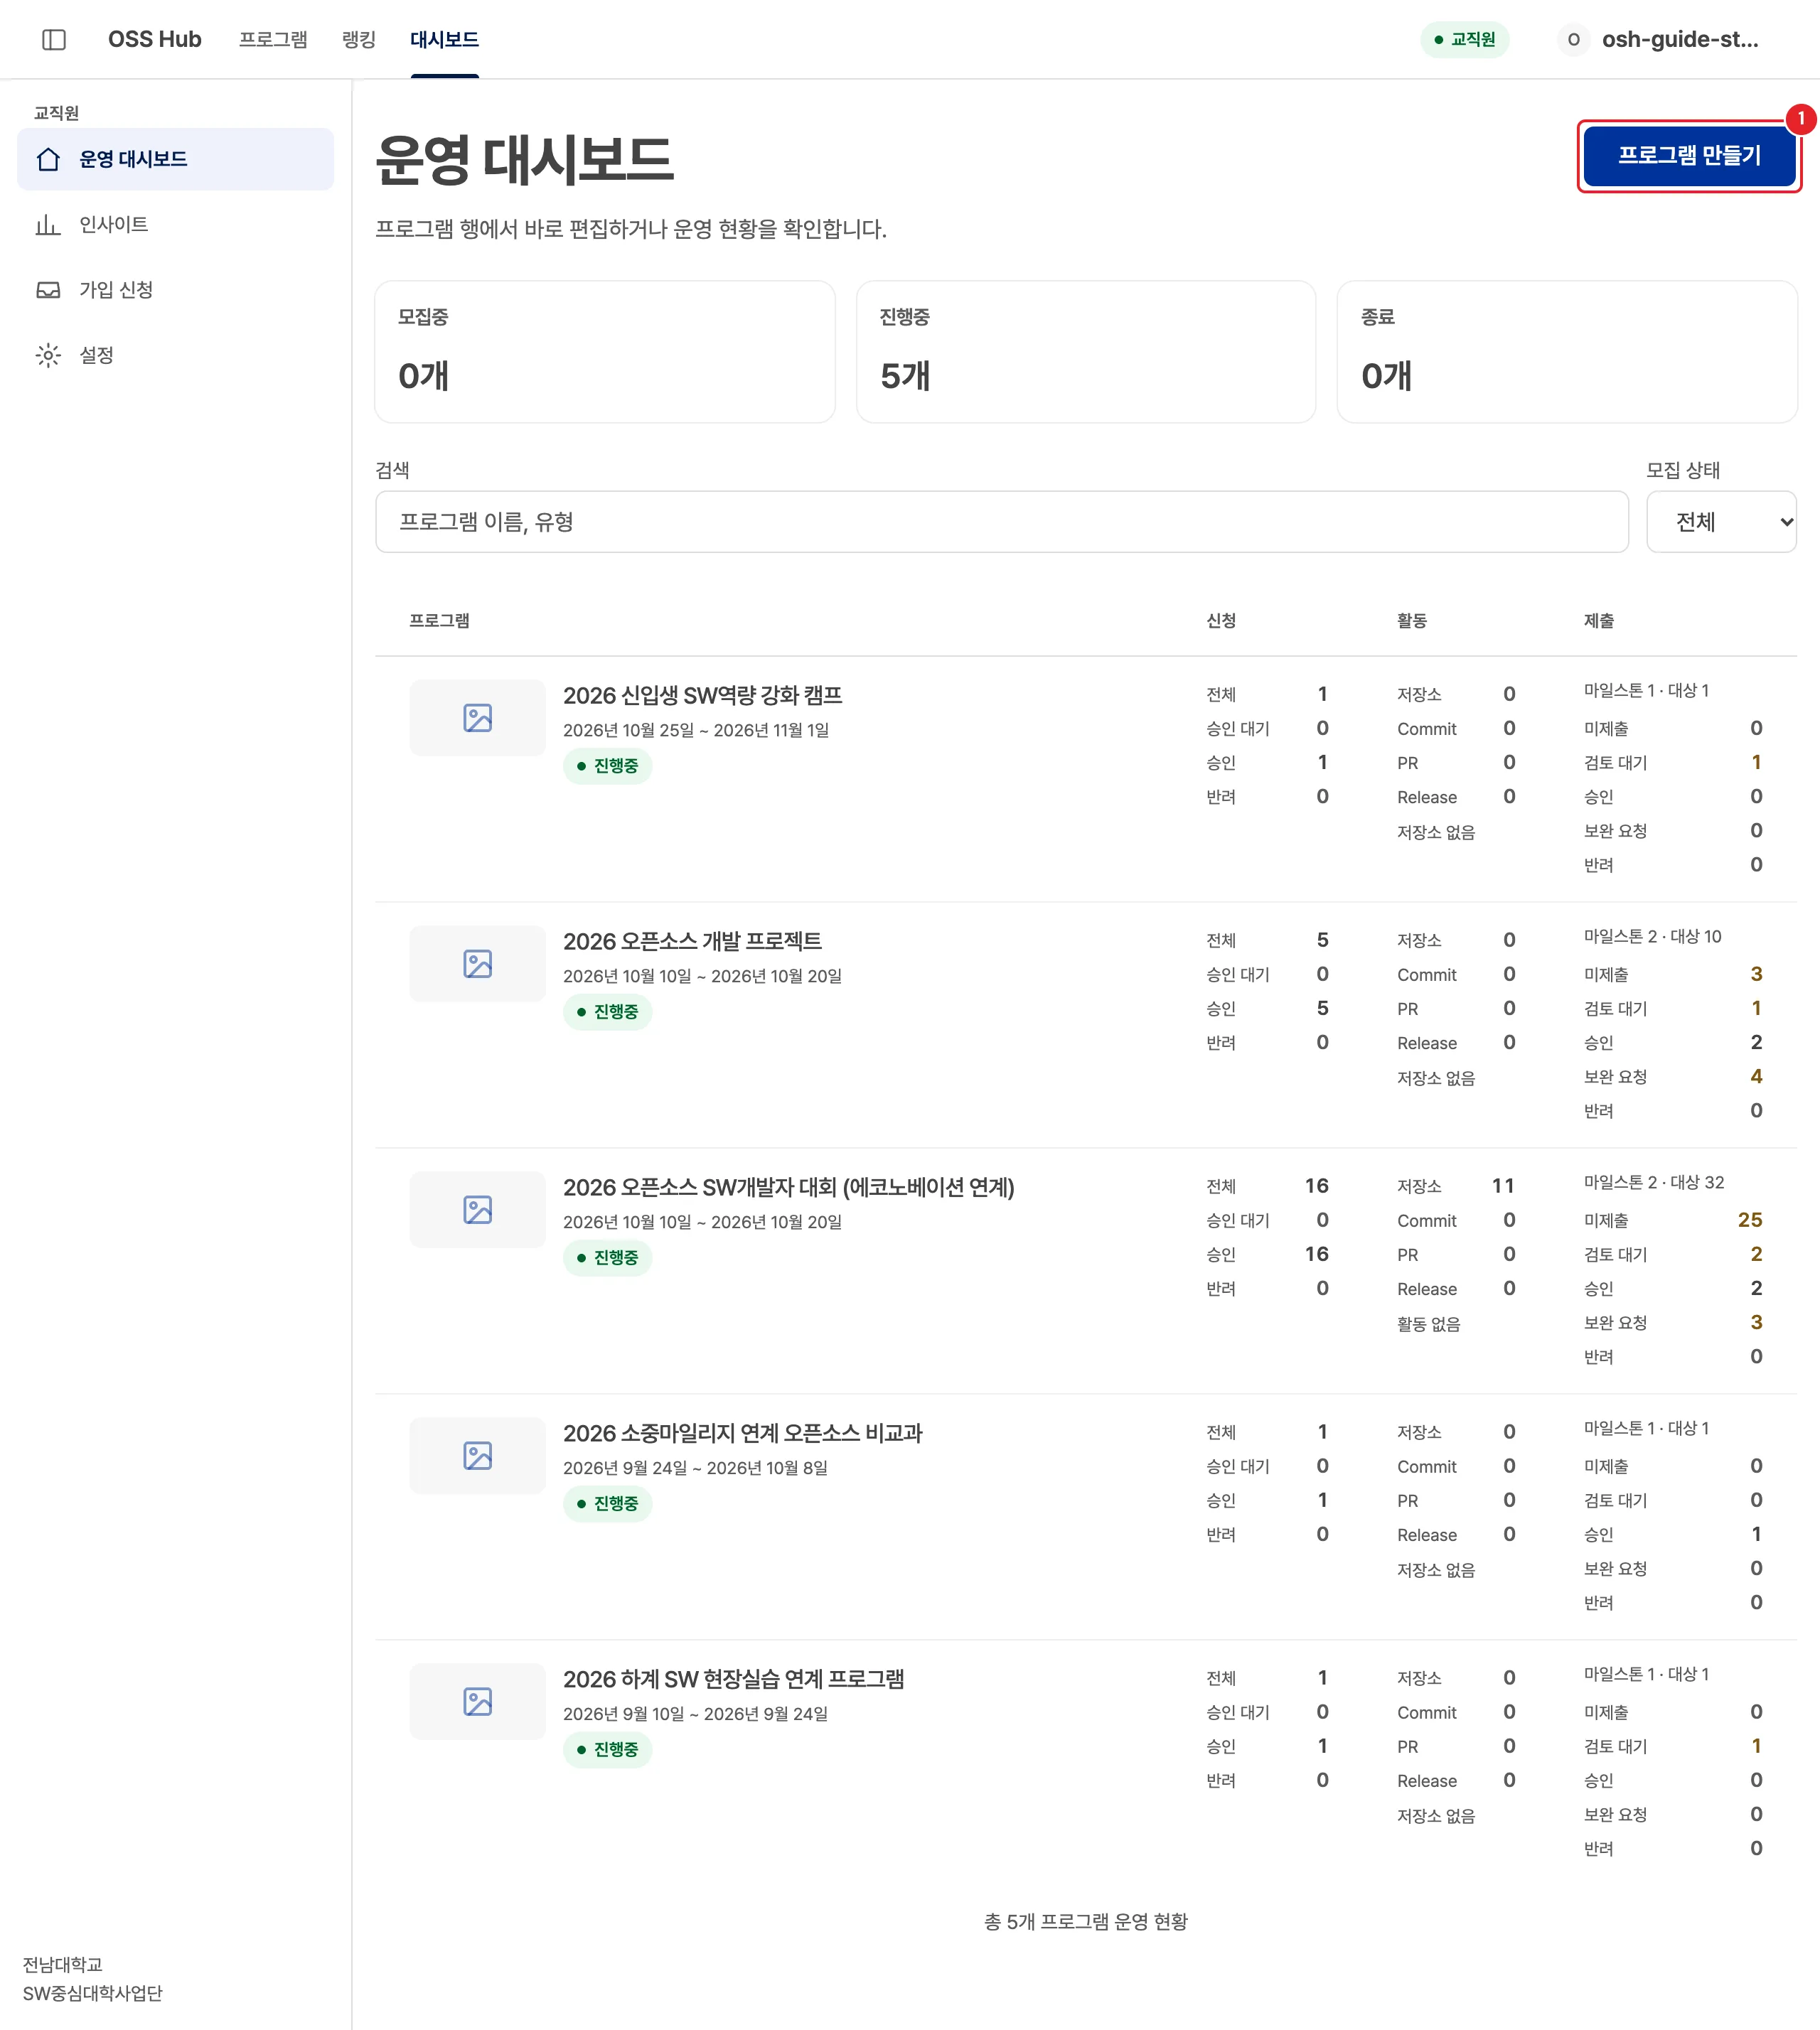 OSS Hub 프로그램 랭킹 대시보드 교직원 O osh-guide-st...
교직원
운영 대시보드
인사이트
가입 신청
설정
전남대학교
SW중심대학사업단
운영 대시보드
프로그램 만들기
1
프로그램 행에서 바로 편집하거나 운영 현황을 확인합니다.
모집중
0개
진행중
5개
종료
0개
검색
프로그램 이름, 유형
모집 상태
전체
프로그램 신청 활동 제출
2026 신입생 SW역량 강화 캠프
2026년 10월 25일 ~ 2026년 11월 1일
진행중
전체 1
승인 대기 0
승인 1
반려 0
저장소 0
Commit 0
PR 0
Release 0
저장소 없음
마일스톤 1 · 대상 1
미제출 0
검토 대기 1
승인 0
보완 요청 0
반려 0
2026 오픈소스 개발 프로젝트
2026년 10월 10일 ~ 2026년 10월 20일
진행중
전체 5
승인 대기 0
승인 5
반려 0
저장소 0
Commit 0
PR 0
Release 0
저장소 없음
마일스톤 2 · 대상 10
미제출 3
검토 대기 1
승인 2
보완 요청 4
반려 0
2026 오픈소스 SW개발자 대회 (에코노베이션 연계)
2026년 10월 10일 ~ 2026년 10월 20일
진행중
전체 16
승인 대기 0
승인 16
반려 0
저장소 11
Commit 0
PR 0
Release 0
활동 없음
마일스톤 2 · 대상 32
미제출 25
검토 대기 2
승인 2
보완 요청 3
반려 0
2026 소중마일리지 연계 오픈소스 비교과
2026년 9월 24일 ~ 2026년 10월 8일
진행중
전체 1
승인 대기 0
승인 1
반려 0
저장소 0
Commit 0
PR 0
Release 0
저장소 없음
마일스톤 1 · 대상 1
미제출 0
검토 대기 0
승인 1
보완 요청 0
반려 0
2026 하계 SW 현장실습 연계 프로그램
2026년 9월 10일 ~ 2026년 9월 24일
진행중
전체 1
승인 대기 0
승인 1
반려 0
저장소 0
Commit 0
PR 0
Release 0
저장소 없음
마일스톤 1 · 대상 1
미제출 0
검토 대기 1
승인 0
보완 요청 0
반려 0
총 5개 프로그램 운영 현황